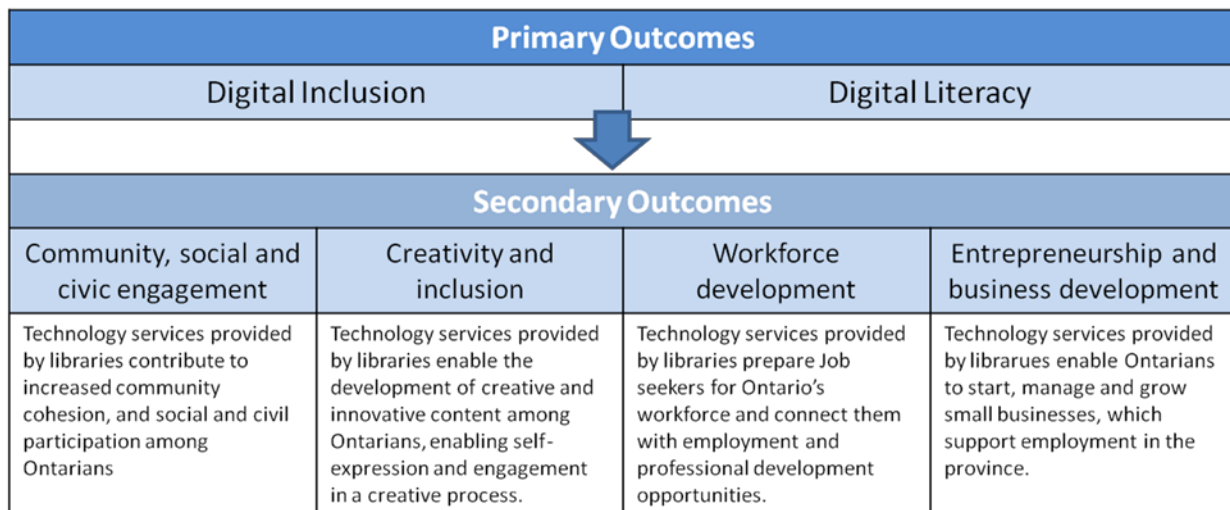 Primary Outcomes
Digital Inclusion
Digital Literacy
Secondary Outcomes
Community, social and
civic engagement
Technology services provided
by libraries contribute to
increased community
cohesion, and social and civil
participation among
Ontarians
Creativity and
inclusion
Technology services provided
by libraries enable the
development of creative and
innovative content among
Ontarians, enabling self-
expression and engagement
in a creative process.
Workforce
development
Technology services provided
by libraries prepare Job
seekers for Ontario's
workforce and connect them
with employment and
professional development
opportunities.
Entrepreneurship and
business development
Technology services provided
by librarues enable Ontarians
to start, manage and grow
small businesses, which
support employment in the
province.